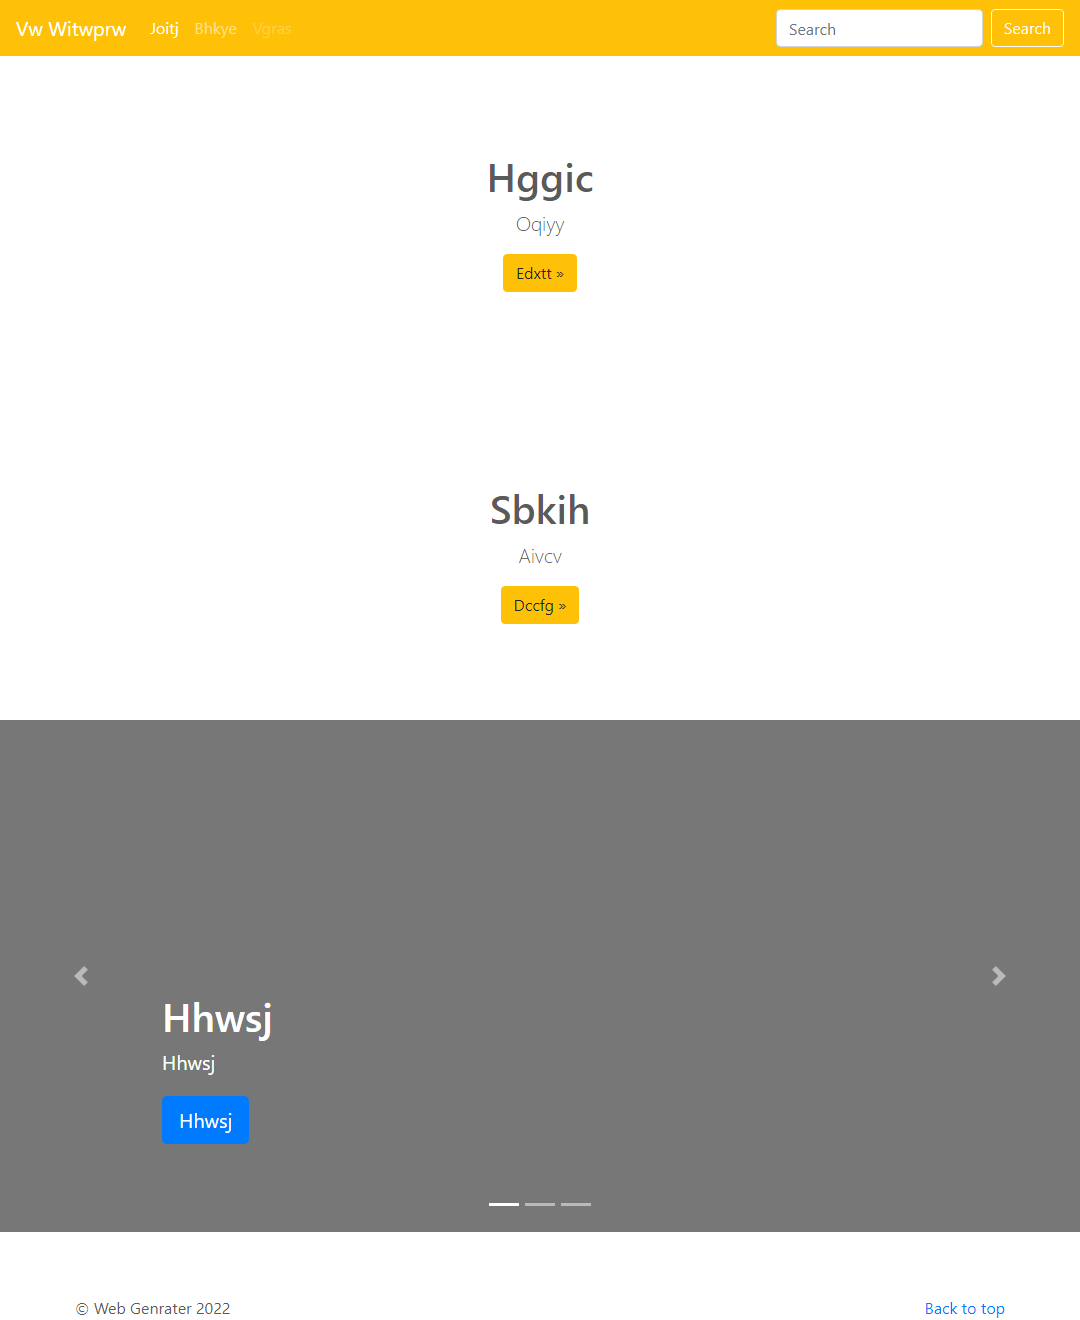 Vw Witwprw Joitj Bhkye Vgras Search Search
Hggic
Oqiyy
Edxtt »
Sbkih
Aivcv
Dccfg »
Hhwsj
Hhwsj
Hhwsj
© Web Genrater 2022 Back to top